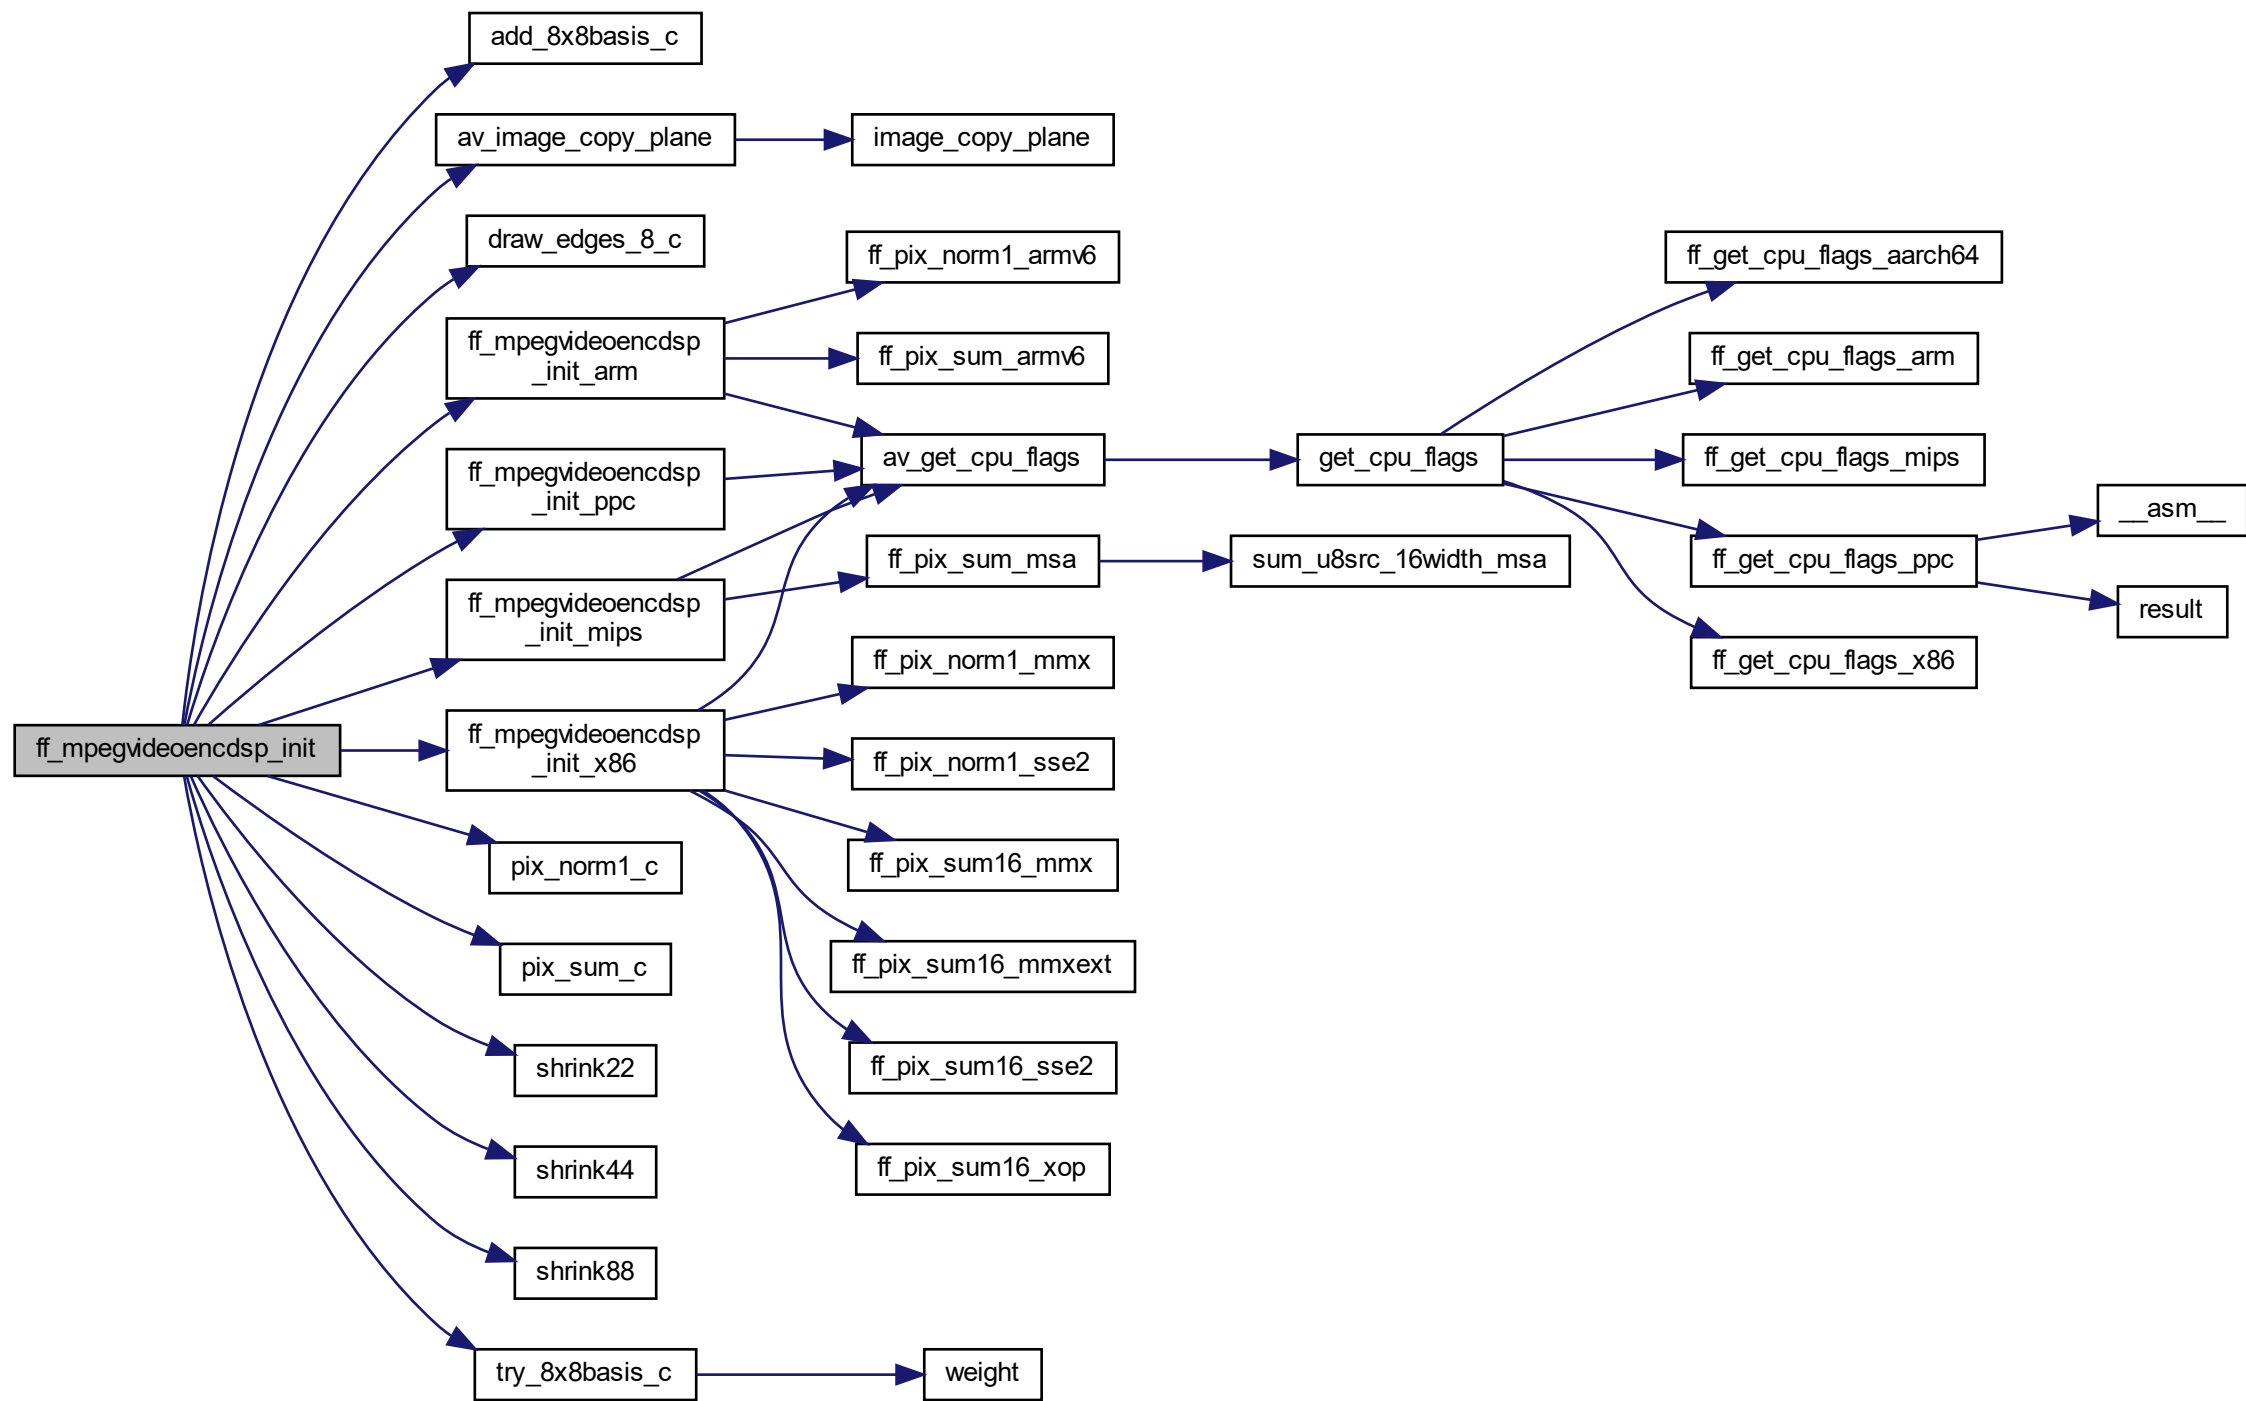 add_8x8basis_c
av_image_copy_plane
image_copy_plane
draw_edges_8_c
ff_mpegvideoencdsp
_init_arm
ff_pix_norm1_armv6
ff_pix_sum_armv6
ff_get_cpu_flags_aarch64
ff_get_cpu_flags_arm
ff_mpegvideoencdsp
_init_ppc
av_get_cpu_flags
get_cpu_flags
ff_get_cpu_flags_mips
__asm__
ff_mpegvideoencdsp
_init_mips
ff_pix_sum_msa
sum_u8src_16width_msa
ff_get_cpu_flags_ppc
result
ff_pix_norm1_mmx
ff_get_cpu_flags_x86
ff_mpegvideoencdsp_init
ff_mpegvideoencdsp
_init_x86
ff_pix_norm1_sse2
pix_norm1_c
ff_pix_sum16_mmx
pix_sum_c
ff_pix_sum16_mmxext
shrink22
ff_pix_sum16_sse2
shrink44
ff_pix_sum16_xop
shrink88
try_8x8basis_c
weight